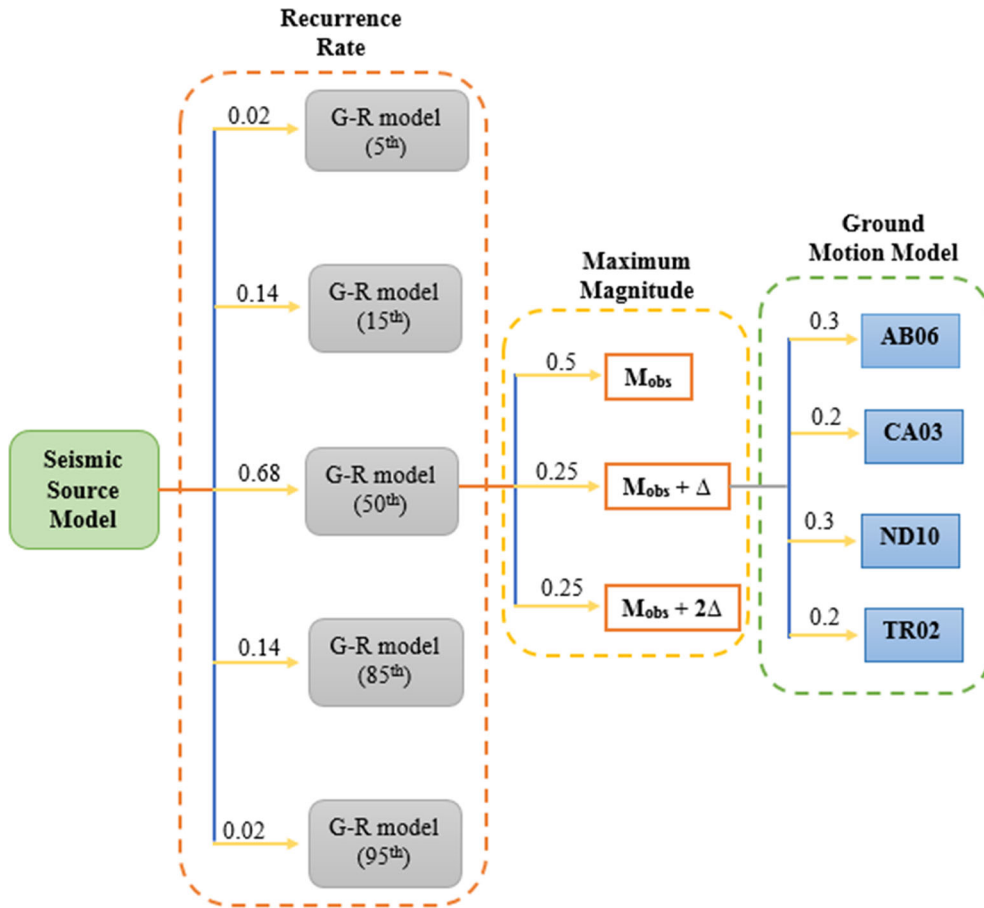 Recurrence
Rate
0.02
G-R model
(5th)
0.14
G-R model
(15th)
Seismic
Source
Model
0.68
G-R model
(50th)
0.14
G-R model
(85th)
0.02
G-R model
(95th)
Maximum
Magnitude
0.5
Mobs
0.25
Mobs + Δ
0.25
Mobs + 2Δ
Ground
Motion Model
0.3
AB06
0.2
CA03
0.3
ND10
0.2
TR02